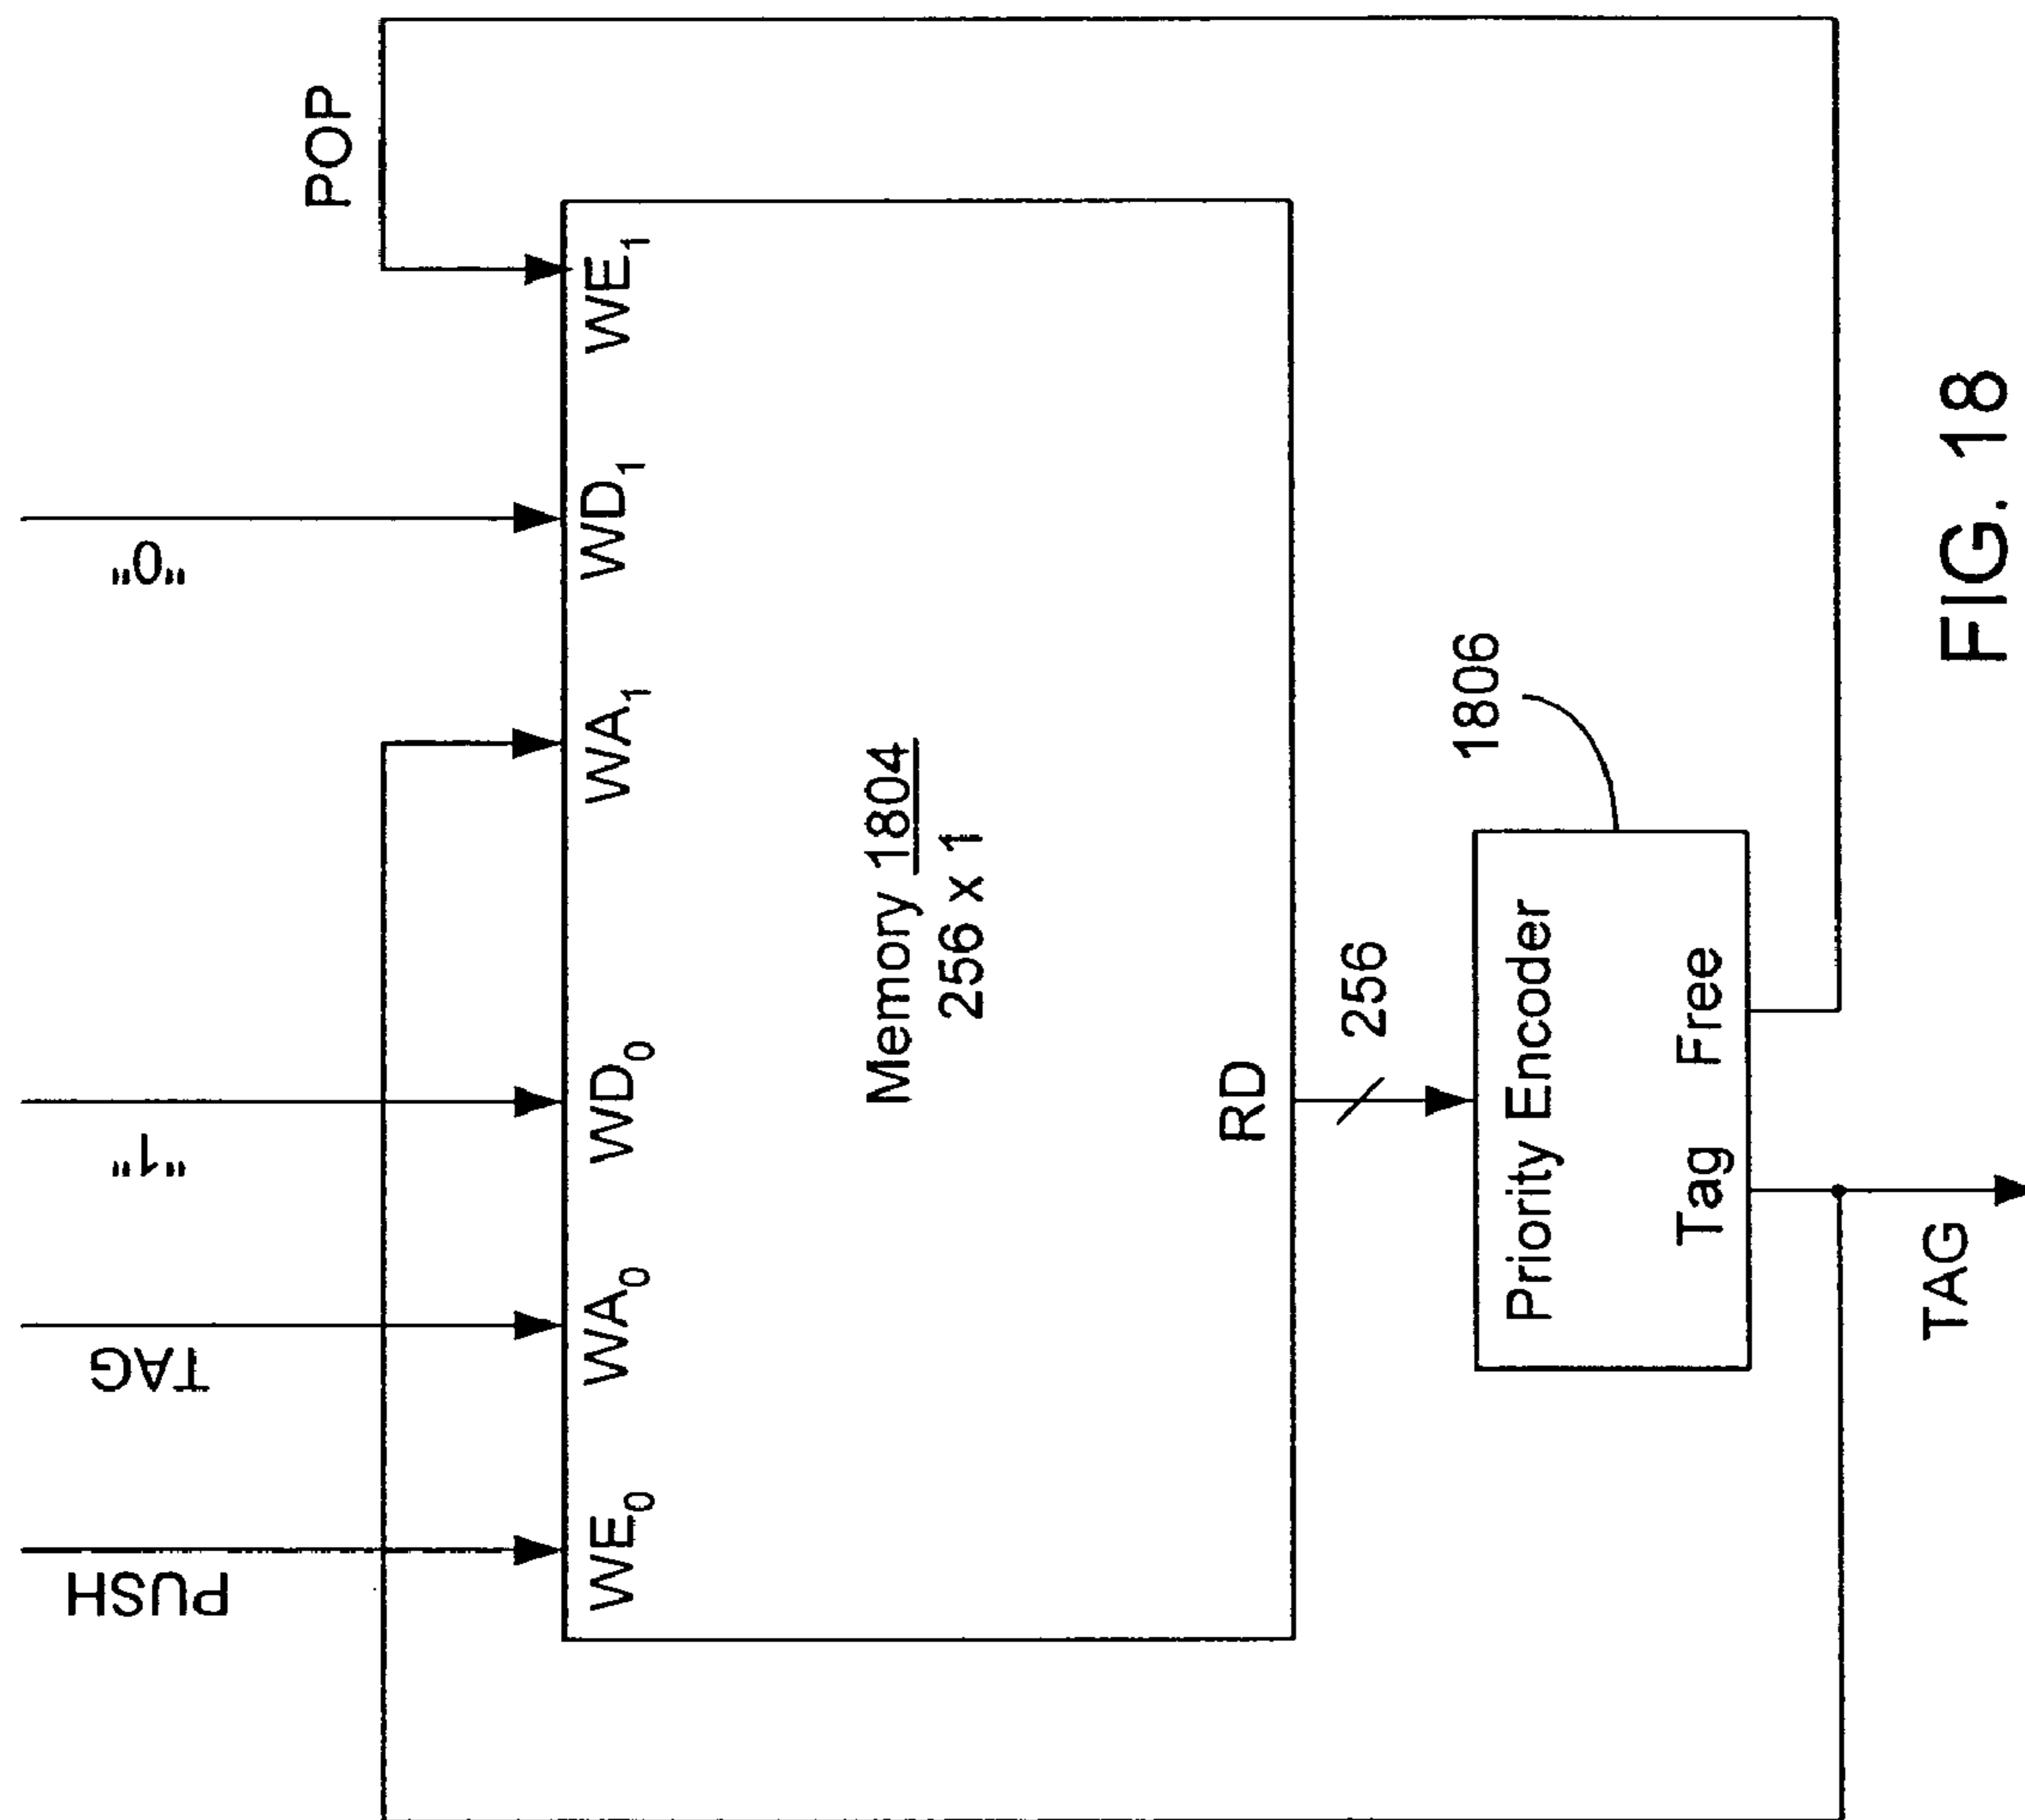 PUSH
TAG
"1"
"0"
POP
WE0
WA0
WD0
WA1
WD1
WE1
Memory 1804
256 x 1
RD
256
1806
Priority Encoder
Tag Free
TAG
FIG. 18